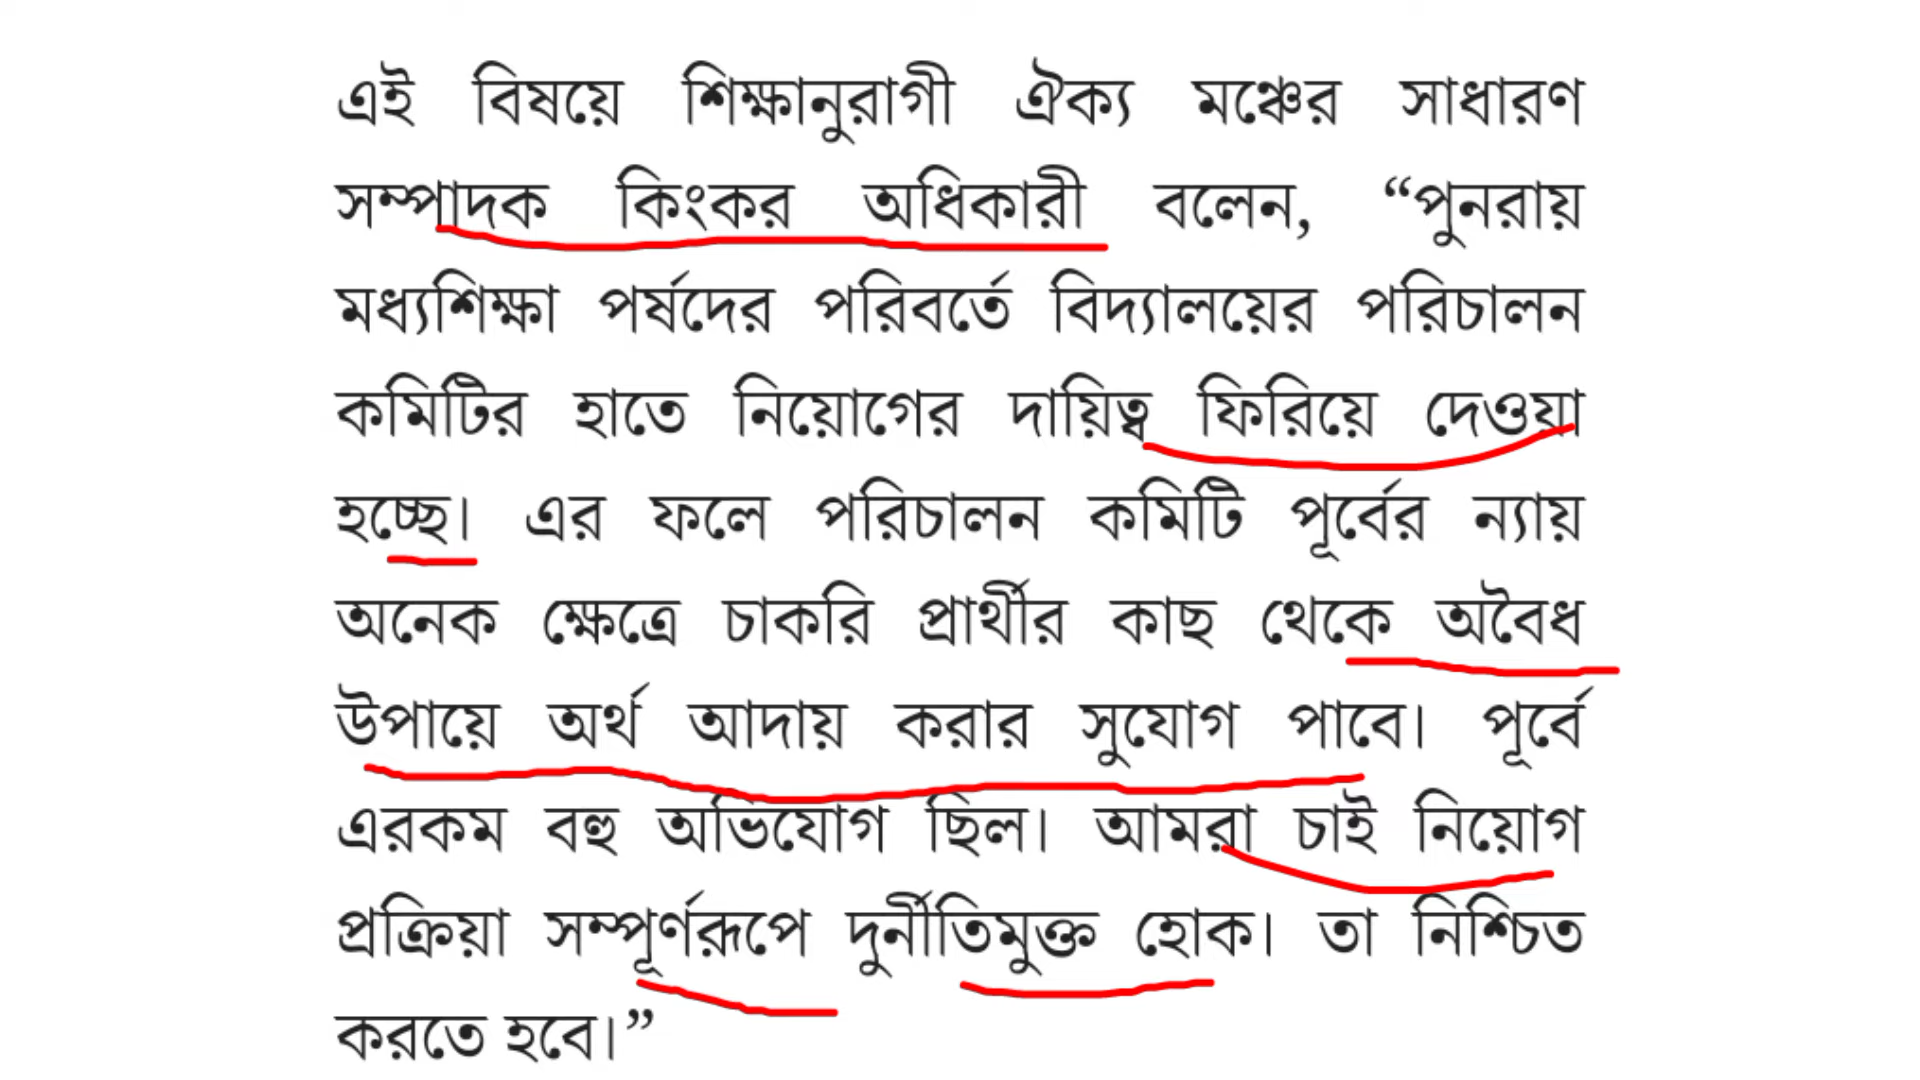 এই বিষয়ে শিক্ষানুরাগী ঐক্য মঞ্চের সাধারণ
সম্পাদক কিংকর অধিকারী বলেন, “পুনরায়
মধ্যশিক্ষা পর্ষদের পরিবর্তে বিদ্যালয়ের পরিচালন
কমিটির হাতে নিয়োগের দায়িত্ব ফিরিয়ে দেওয়া
হচ্ছে। এর ফলে পরিচালন কমিটি পূর্বের ন্যায়
অনেক ক্ষেত্রে চাকরি প্রার্থীর কাছ থেকে অবৈধ
উপায়ে অর্থ আদায় করার সুযোগ পাবে। পূর্বে
এরকম বহু অভিযোগ ছিল। আমরা চাই নিয়োগ
প্রক্রিয়া সম্পূর্ণরূপে দুর্নীতিমুক্ত হোক। তা নিশ্চিত
করতে হবে।”